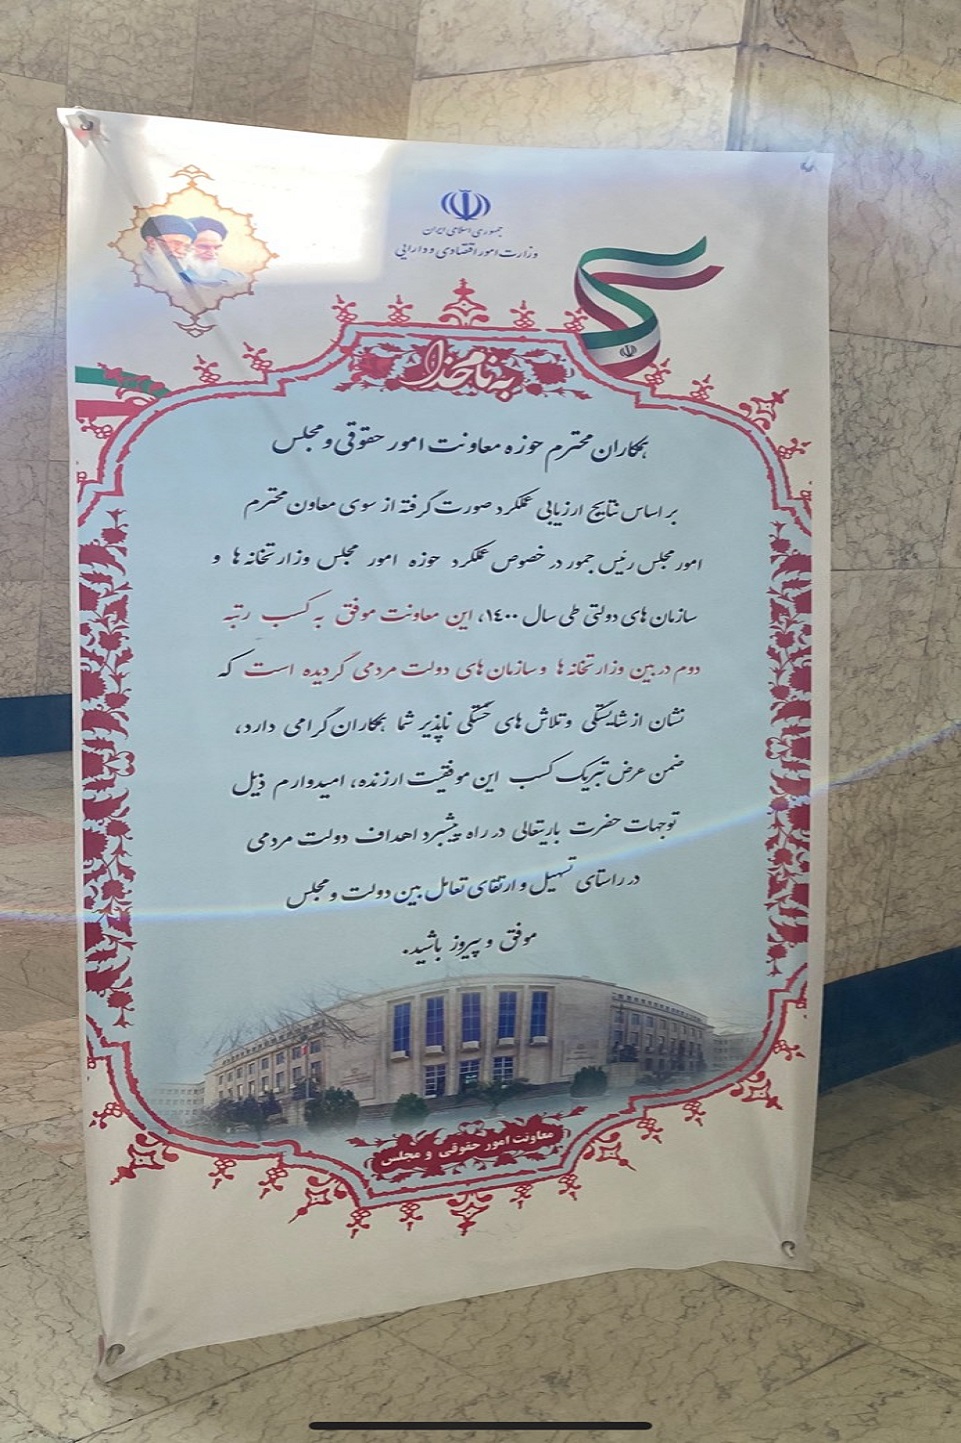 جمهوری اسلامی ایران
وزارت امور اقتصادی و دارایی
به نام خدا
همکاران محترم حوزه معاونت امور حقوقی و مجلس
بر اساس نتایج ارزیابی عملکرد صورت گرفته از سوی معاون محترم
امور مجلس رئیس جمهور در خصوص عملکرد حوزه امور مجلس وزارتخانه ها و
سازمان های دولتی طی سال ۱۴۰۰، این معاونت موفق به کسب رتبه
دوم در بین وزارتخانه ها و سازمان های دولت مردمی گردیده است که
نشان از شایستگی و تلاش های خستگی ناپذیر شما همکاران گرامی دارد،
ضمن عرض تبریک کسب این موفقیت ارزنده، امیدوارم ذیل
توجهات حضرت باریتعالی در راه پیشبرد اهداف دولت مردمی
در راستای تسهیل و ارتقای تعامل بین دولت و مجلس
موفق و پیروز باشید.
معاونت امور حقوقی و مجلس